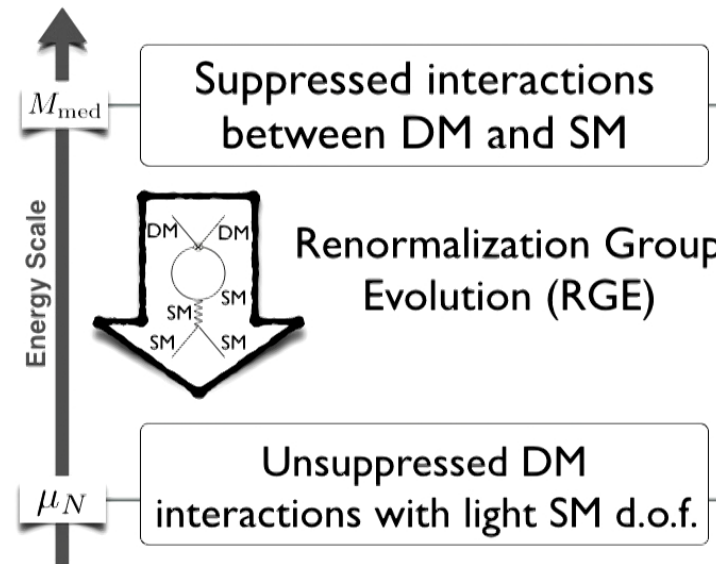 M_med
Suppressed interactions
between DM and SM
Energy Scale
DM DM
SM
SM
SM SM
Renormalization Group
Evolution (RGE)
μ_N
Unsuppressed DM
interactions with light SM d.o.f.